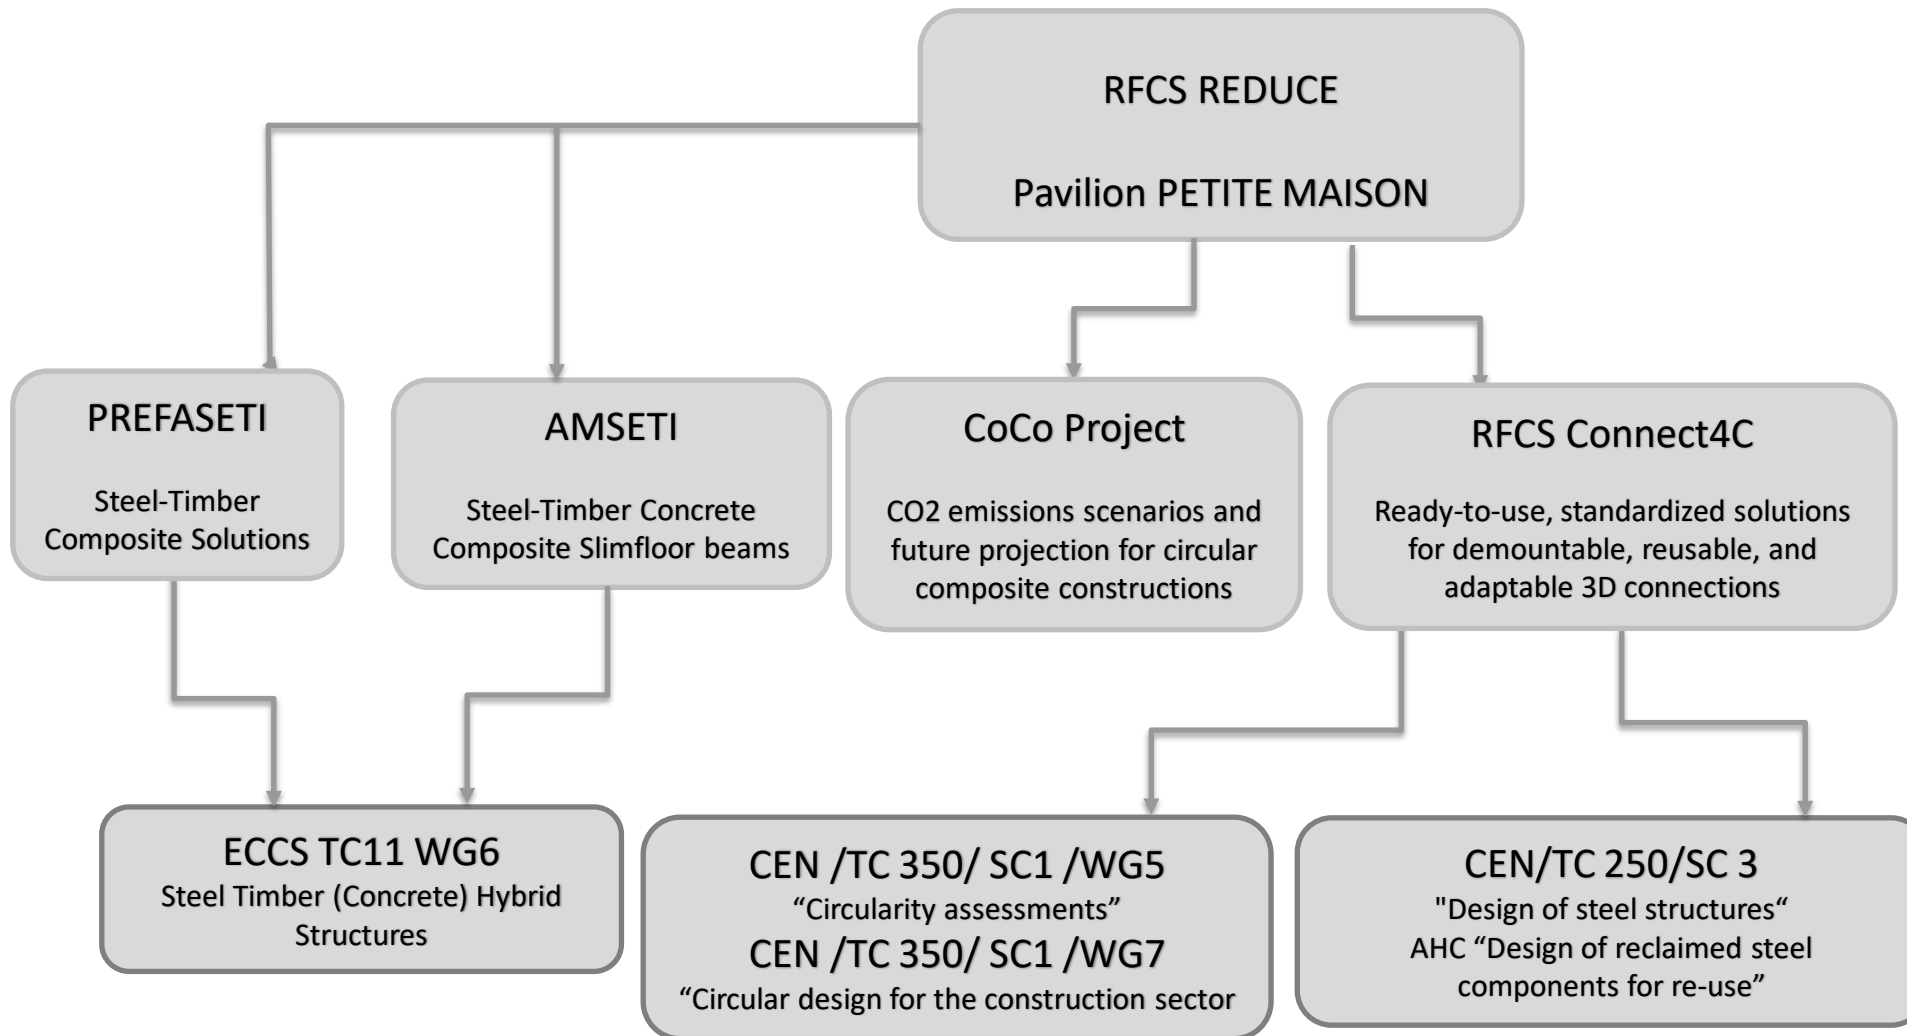 RFCS REDUCE
Pavilion PETITE MAISON
PREFASETI
Steel-Timber
Composite Solutions
AMSETI
Steel-Timber Concrete
Composite Slimfloor beams
CoCo Project
CO2 emissions scenarios and
future projection for circular
composite constructions
RFCS Connect4C
Ready-to-use, standardized solutions
for demountable, reusable, and
adaptable 3D connections
ECCS TC11 WG6
Steel Timber (Concrete) Hybrid
Structures
CEN /TC 350/ SC1 /WG5
“Circularity assessments”
CEN /TC 350/ SC1 /WG7
“Circular design for the construction sector
CEN/TC 250/SC 3
"Design of steel structures“
AHC “Design of reclaimed steel
components for re-use”